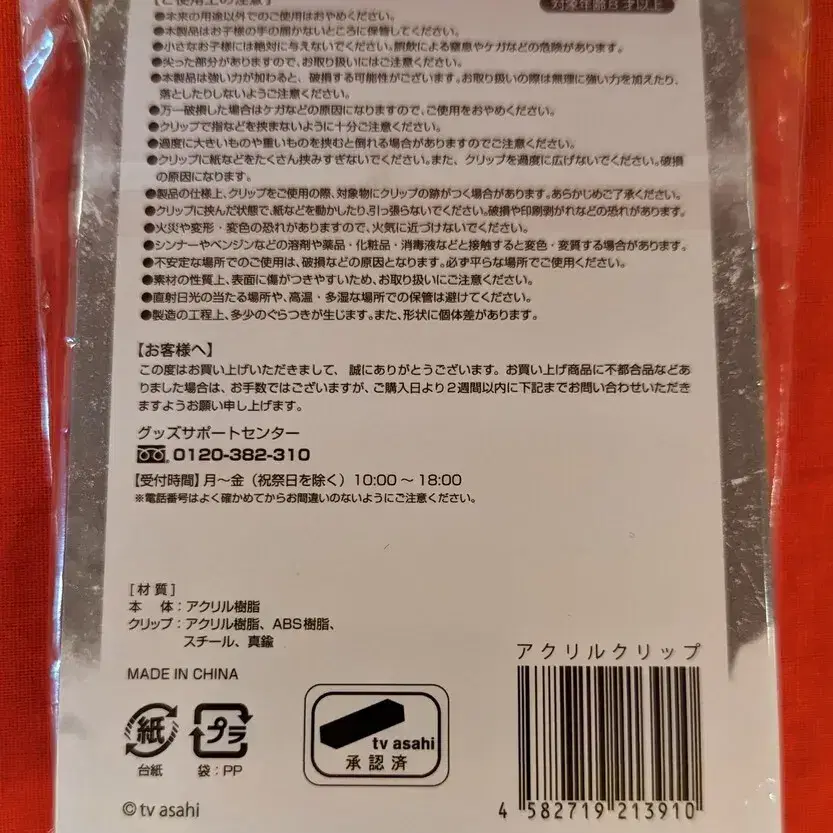 【ご使用上の注意】
対象年齢8才以上
●本来の用途以外でのご使用はおやめください。
●本製品はお子様の手の届かないところに保管してください。
●小さなお子様には絶対に与えないでください。誤飲による窒息やケガなどの危険があります。
●尖った部分がありますので、お取り扱いにはご注意ください。
●本製品は強い力が加わると、破損する可能性がございます。お取り扱いの際は無理に強い力を加えたり、
落としたりしないようご注意ください。
●万一破損した場合はケガなどの原因になりますので、ご使用をおやめください。
●クリップで指などを挟まないように十分ご注意ください。
●過度に大きいものや重いものを挟むと倒れる場合がありますのでご注意ください。
●クリップに紙などをたくさん挟みすぎないでください。また、クリップを過度に広げないでください。破損
の原因になります。
●製品の仕様上、クリップをご使用の際、対象物にクリップの跡がつく場合があります。あらかじめご了承ください。
●クリップに挟んだ状態で、紙などを動かしたり、引っ張らないでください。破損や印刷剥がれなどの恐れがあります。
●火災や変形・変色の恐れがありますので、火気に近づけないでください。
●シンナーやベンジンなどの溶剤や薬品・化粧品・消毒液などと接触すると変色・変質する場合があります。
●不安定な場所でのご使用は、破損などの原因となります。必ず平らな場所でご使用ください。
●素材の性質上、表面に傷がつきやすいため、お取り扱いにご注意ください。
●直射日光の当たる場所や、高温・多湿な場所での保管は避けてください。
●製造の工程上、多少のぐらつきが生じます。また、形状に個体差があります。
【お客様へ】
この度はお買い上げいただきまして、誠にありがとうございます。お買い上げ商品に不都合品などあ
りました場合は、お手数ではございますが、ご購入日より2週間以内に下記までお問い合わせいただき
ますようお願い申し上げます。
グッズサポートセンター
0120-382-310
【受付時間】月～金（祝祭日を除く）10:00～18:00
※電話番号はよく確かめてからお間違いのないようにご注意ください。
[材質]
本　体：アクリル樹脂
クリップ：アクリル樹脂、ABS樹脂、
スチール、真鍮
アクリルクリップ
MADE IN CHINA
紙
プラ
台紙
袋：PP
tv asahi
承認済
© tv asahi
4 582719 213910